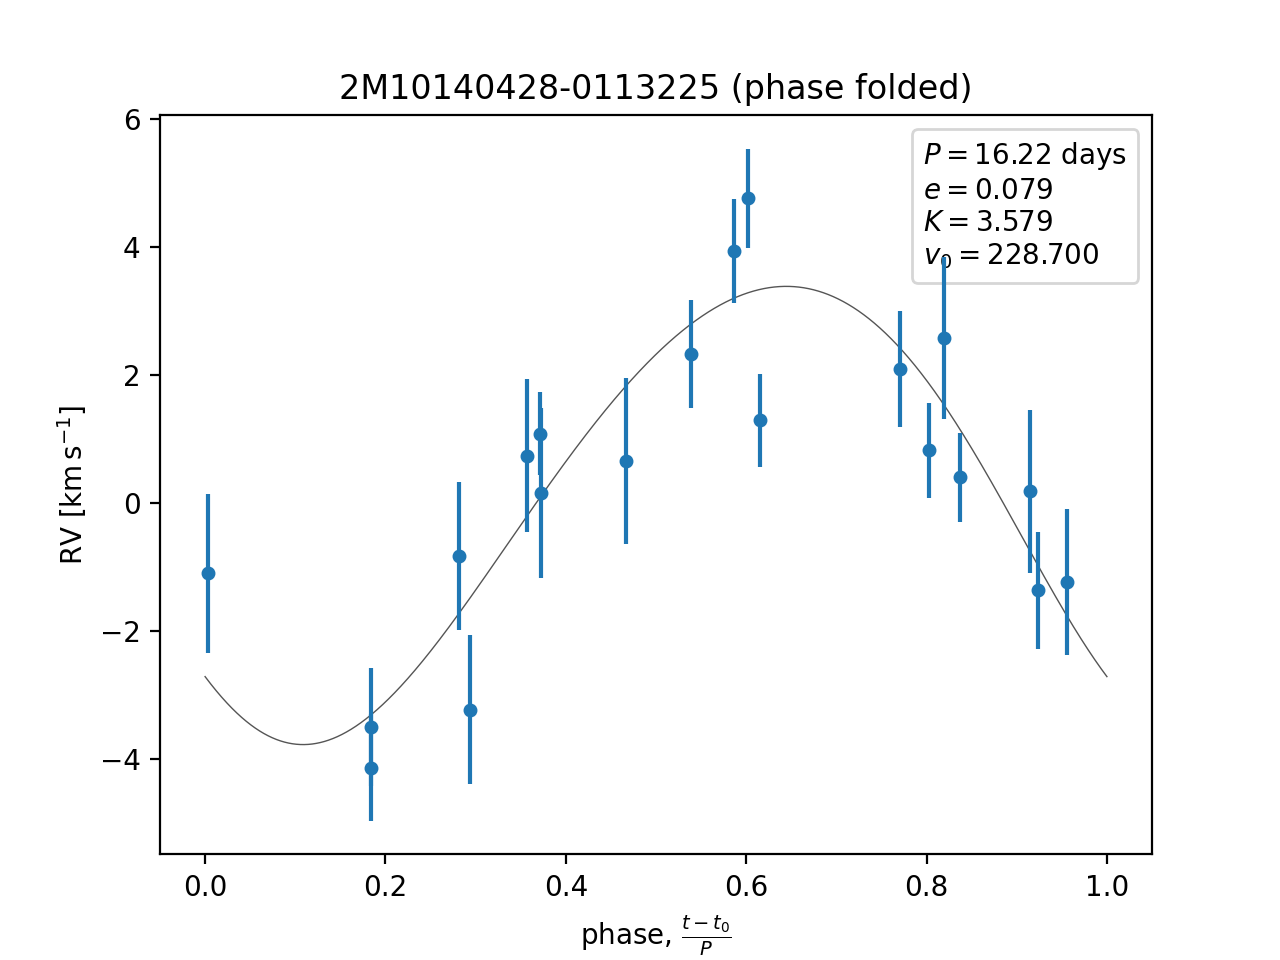 2M10140428-0113225 (phase folded)
P = 16.22 days
e = 0.079
K = 3.579
v₀ = 228.700
6
4
2
0
−2
−4
RV [km s⁻¹]
0.0 0.2 0.4 0.6 0.8 1.0
phase, (t − t₀)/P